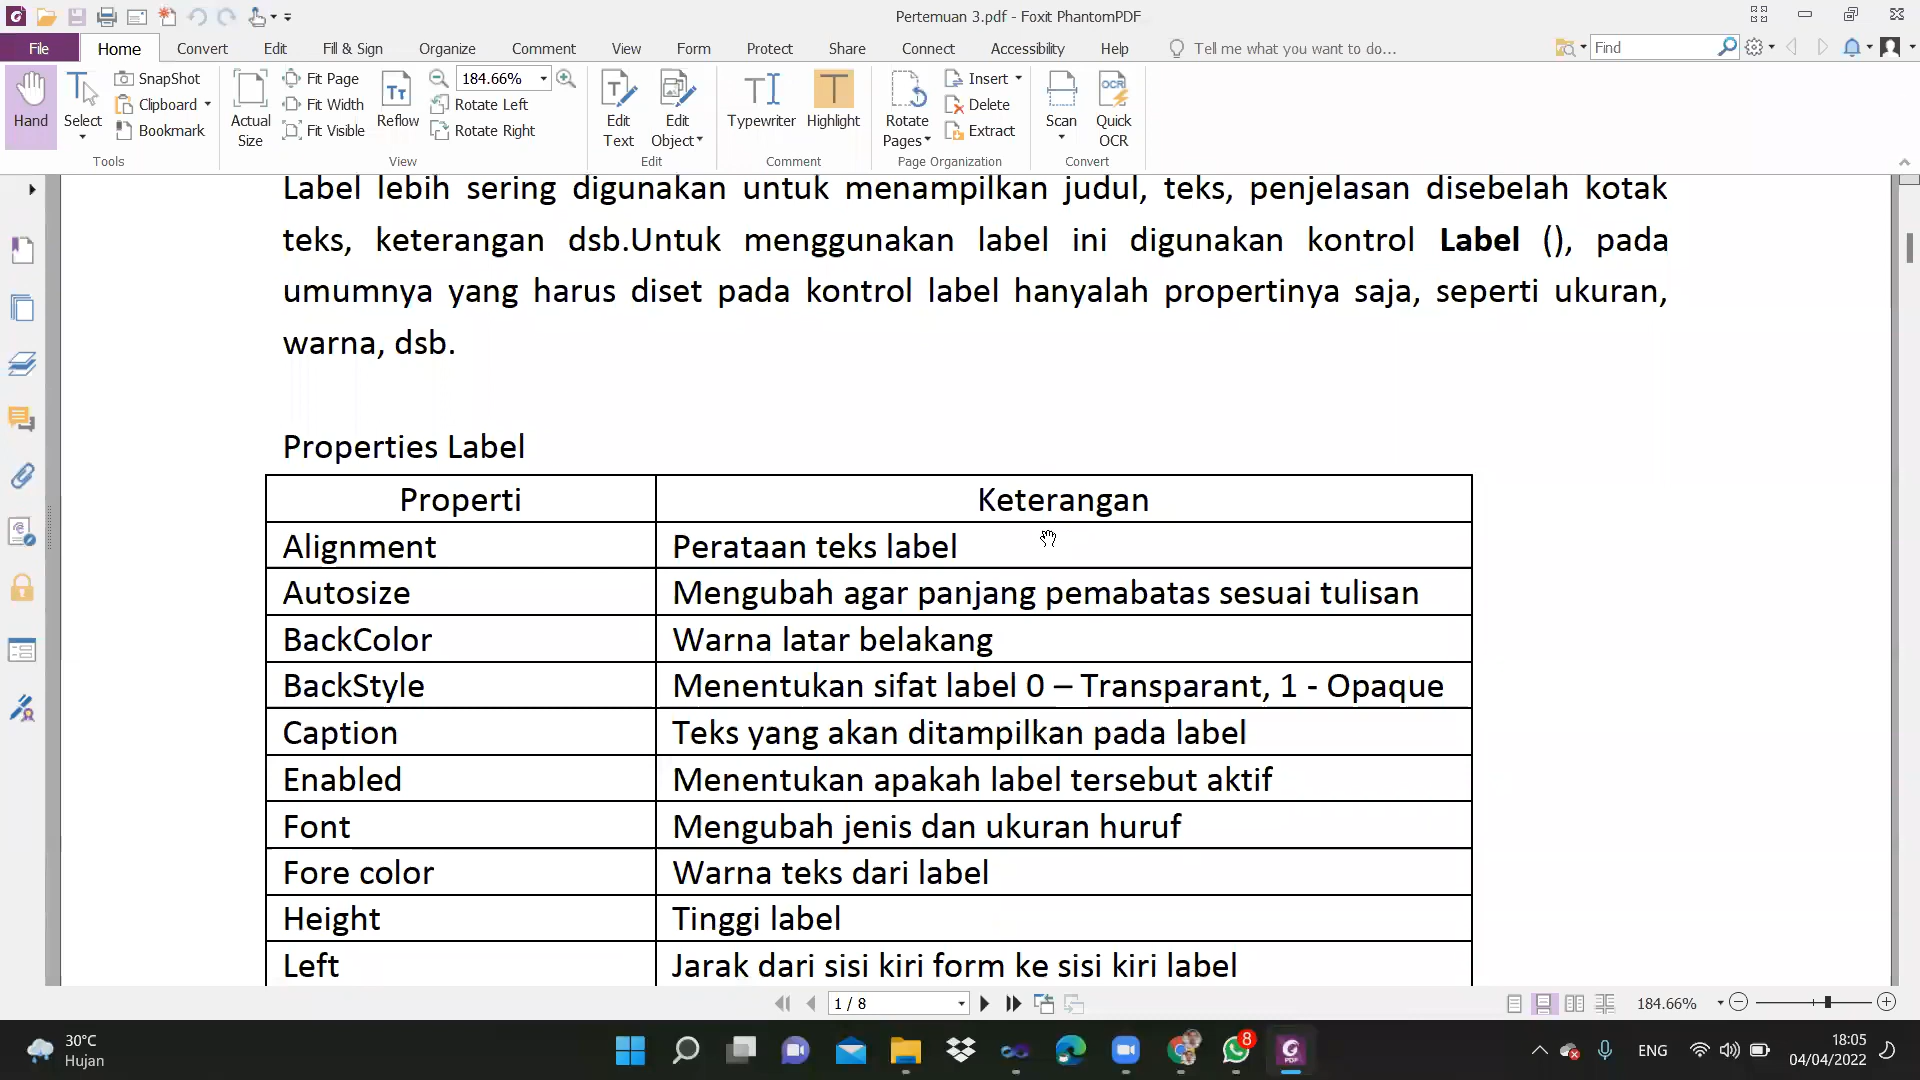 Pertemuan 3.pdf - Foxit PhantomPDF
File Home Convert Edit Fill & Sign Organize Comment View Form Protect Share Connect Accessibility Help Tell me what you want to do... Find
Hand
Select
SnapShot
Clipboard
Bookmark
Tools
Actual Size
Fit Page
Fit Width
Fit Visible
Reflow
184.66%
Rotate Left
Rotate Right
View
Edit Text
Edit Object
Edit
Typewriter
Highlight
Comment
Rotate Pages
Insert
Delete
Extract
Page Organization
Scan
OCR
Quick OCR
Convert
Label lebih sering digunakan untuk menampilkan judul, teks, penjelasan disebelah kotak
teks, keterangan dsb.Untuk menggunakan label ini digunakan kontrol Label (), pada
umumnya yang harus diset pada kontrol label hanyalah propertinya saja, seperti ukuran,
warna, dsb.
Properties Label
Properti Keterangan
Alignment Perataan teks label
Autosize Mengubah agar panjang pemabatas sesuai tulisan
BackColor Warna latar belakang
BackStyle Menentukan sifat label 0 – Transparant, 1 - Opaque
Caption Teks yang akan ditampilkan pada label
Enabled Menentukan apakah label tersebut aktif
Font Mengubah jenis dan ukuran huruf
Fore color Warna teks dari label
Height Tinggi label
Left Jarak dari sisi kiri form ke sisi kiri label
1 / 8
184.66%
30°C
Hujan
8
PDF
ENG
18:05
04/04/2022